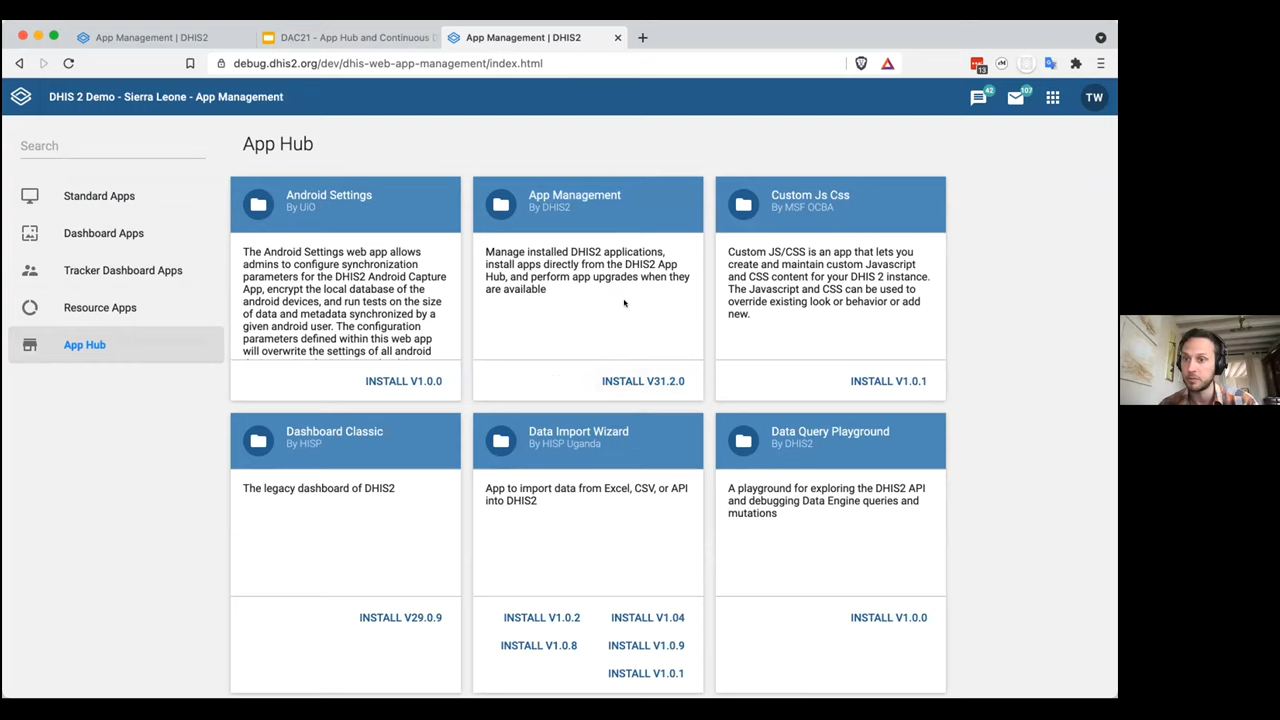 App Management | DHIS2
DAC21 - App Hub and Continuous D
App Management | DHIS2
debug.dhis2.org/dev/dhis-web-app-management/index.html
13
DHIS 2 Demo - Sierra Leone - App Management
42
107
TW
Search
Standard Apps
Dashboard Apps
Tracker Dashboard Apps
Resource Apps
App Hub
App Hub
Android Settings
By UiO
The Android Settings web app allows
admins to configure synchronization
parameters for the DHIS2 Android Capture
App, encrypt the local database of the
android devices, and run tests on the size
of data and metadata synchronized by a
given android user. The configuration
parameters defined within this web app
will overwrite the settings of all android
INSTALL V1.0.0
App Management
By DHIS2
Manage installed DHIS2 applications,
install apps directly from the DHIS2 App
Hub, and perform app upgrades when they
are available
INSTALL V31.2.0
Custom Js Css
By MSF OCBA
Custom JS/CSS is an app that lets you
create and maintain custom Javascript
and CSS content for your DHIS 2 instance.
The Javascript and CSS can be used to
override existing look or behavior or add
new.
INSTALL V1.0.1
Dashboard Classic
By HISP
The legacy dashboard of DHIS2
INSTALL V29.0.9
Data Import Wizard
By HISP Uganda
App to import data from Excel, CSV, or API
into DHIS2
INSTALL V1.0.2 INSTALL V1.04
INSTALL V1.0.8 INSTALL V1.0.9
INSTALL V1.0.1
Data Query Playground
By DHIS2
A playground for exploring the DHIS2 API
and debugging Data Engine queries and
mutations
INSTALL V1.0.0